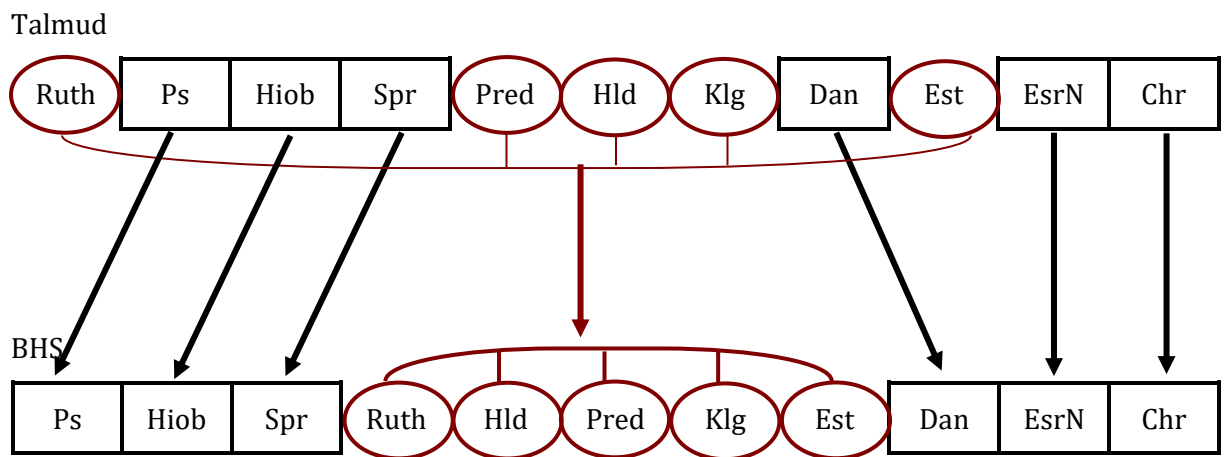 Talmud
Ruth Ps Hiob Spr Pred Hld Klg Dan Est EsrN Chr
BHS
Ps Hiob Spr Ruth Hld Pred Klg Est Dan EsrN Chr